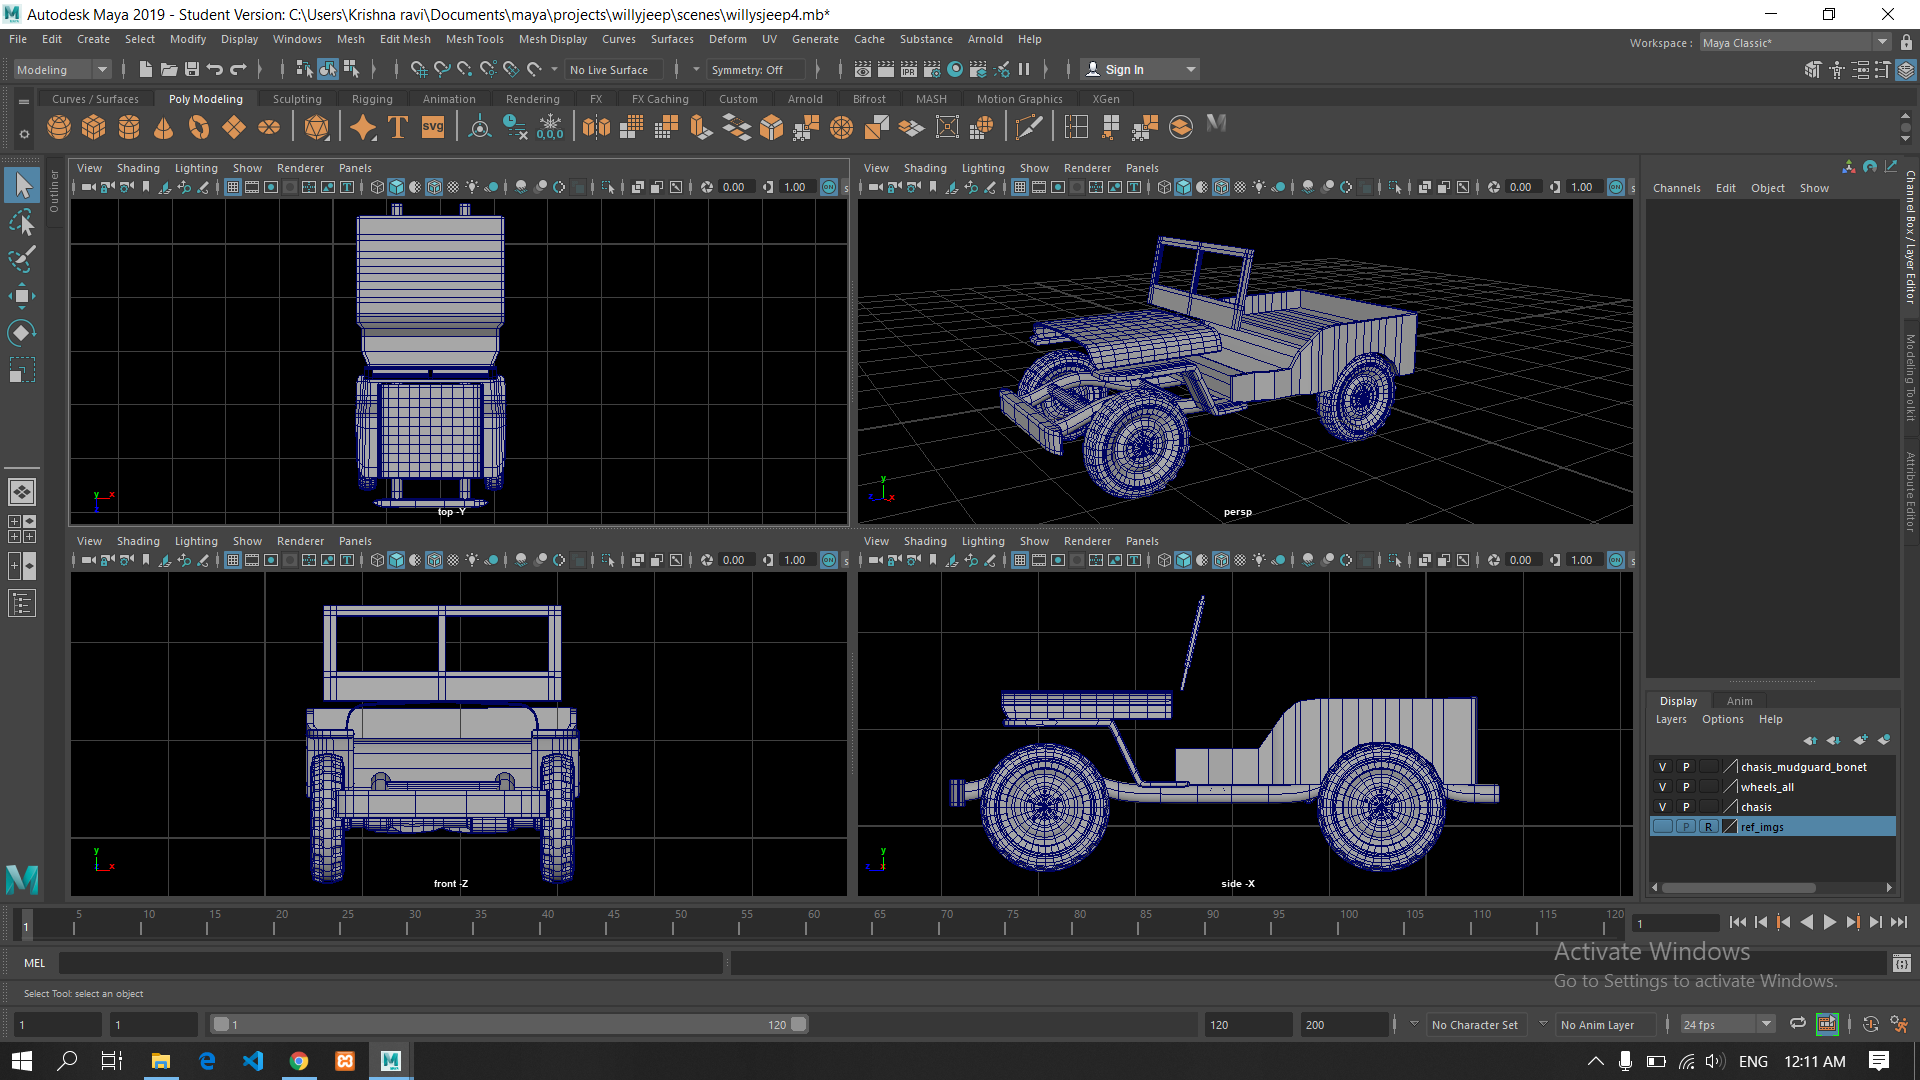 Autodesk Maya 2019 - Student Version: C:\Users\Krishna ravi\Documents\maya\projects\willyjeep\scenes\willysjeep4.mb*
File Edit Create Select Modify Display Windows Mesh Edit Mesh Mesh Tools Mesh Display Curves Surfaces Deform UV Generate Cache Substance Arnold Help
Workspace : Maya Classic*
Modeling No Live Surface Symmetry: Off Sign In
Curves / Surfaces Poly Modeling Sculpting Rigging Animation Rendering FX FX Caching Custom Arnold Bifrost MASH Motion Graphics XGen
T SVG 0,0,0 M
Outliner
View Shading Lighting Show Renderer Panels
0.00 1.00 ON
top -Y
View Shading Lighting Show Renderer Panels
0.00 1.00 ON
persp
View Shading Lighting Show Renderer Panels
0.00 1.00 ON
front -Z
View Shading Lighting Show Renderer Panels
0.00 1.00 ON
side -X
Channels Edit Object Show
Channel Box / Layer Editor
Modeling Toolkit
Attribute Editor
Display Anim
Layers Options Help
V P chasis_mudguard_bonet
V P wheels_all
V P chasis
P R ref_imgs
1 5 10 15 20 25 30 35 40 45 50 55 60 65 70 75 80 85 90 95 100 105 110 115 120 1
MEL
Activate Windows
Go to Settings to activate Windows.
Select Tool: select an object
1 1 1 120 120 200 No Character Set No Anim Layer 24 fps
ENG 12:11 AM